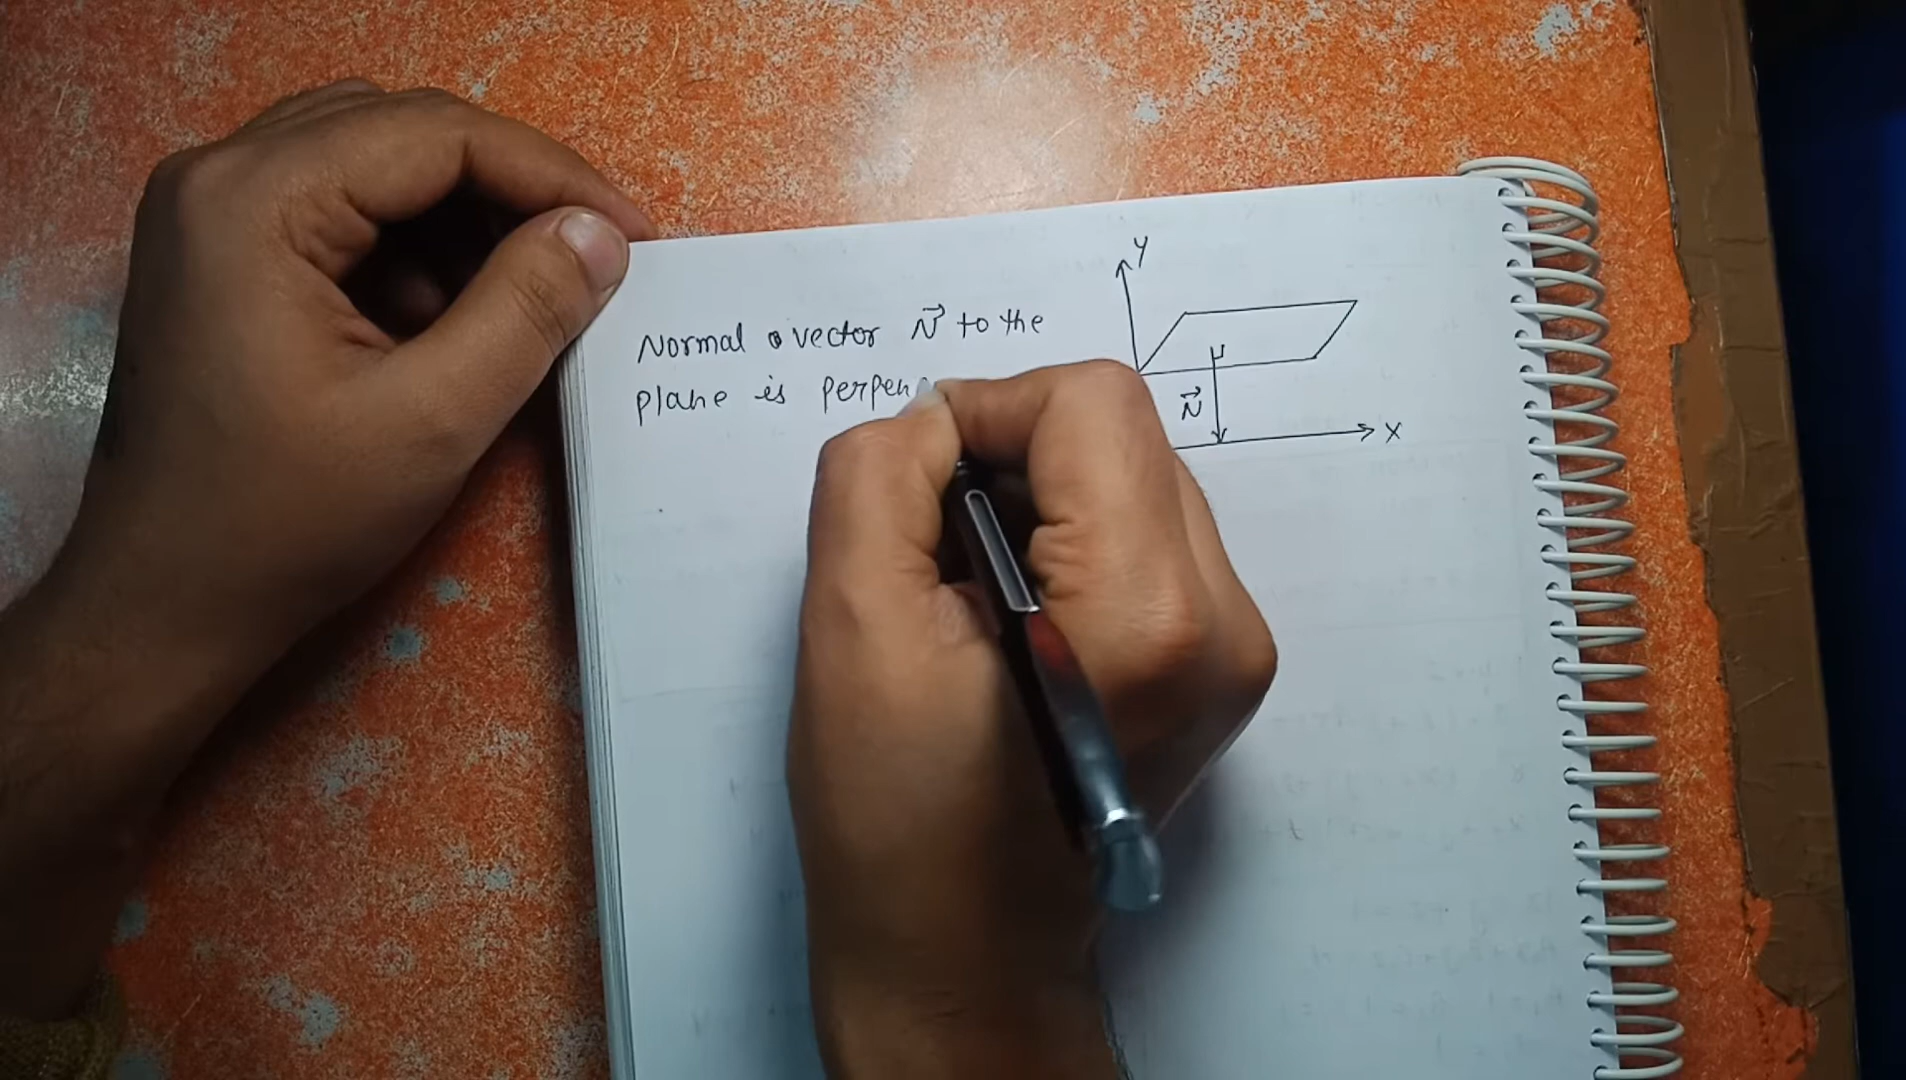 Normal vector N⃗ to the
plane is perpen
y
N⃗
x